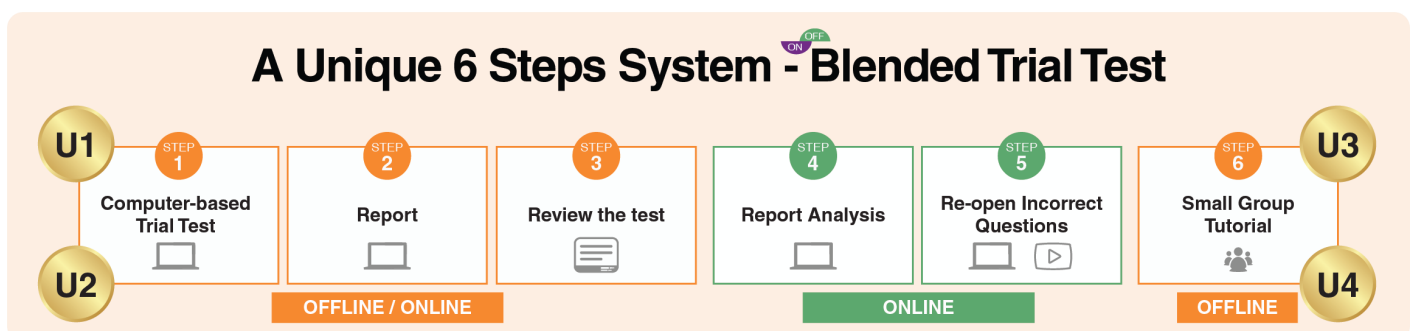 OFF
ON
A Unique 6 Steps System - Blended Trial Test
U1
U2
STEP
1
Computer-based
Trial Test
STEP
2
Report
STEP
3
Review the test
OFFLINE / ONLINE
STEP
4
Report Analysis
STEP
5
Re-open Incorrect
Questions
ONLINE
STEP
6
Small Group
Tutorial
OFFLINE
U3
U4